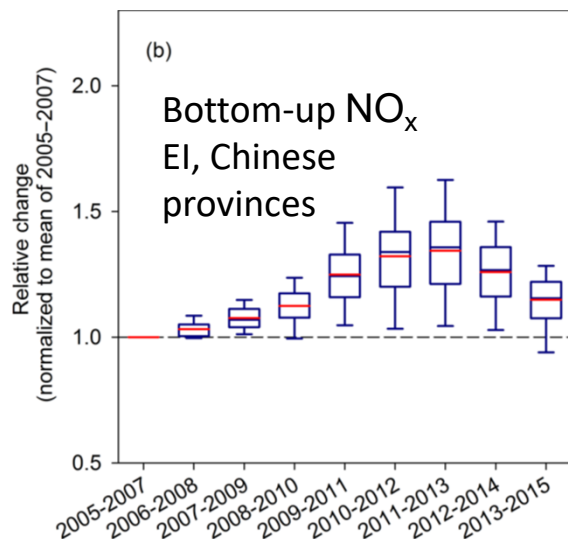 (b)
Bottom-up NOₓ
EI, Chinese
provinces
Relative change
(normalized to mean of 2005–2007)
2.0
1.5
1.0
0.5
2005-2007
2006-2008
2007-2009
2008-2010
2009-2011
2010-2012
2011-2013
2012-2014
2013-2015